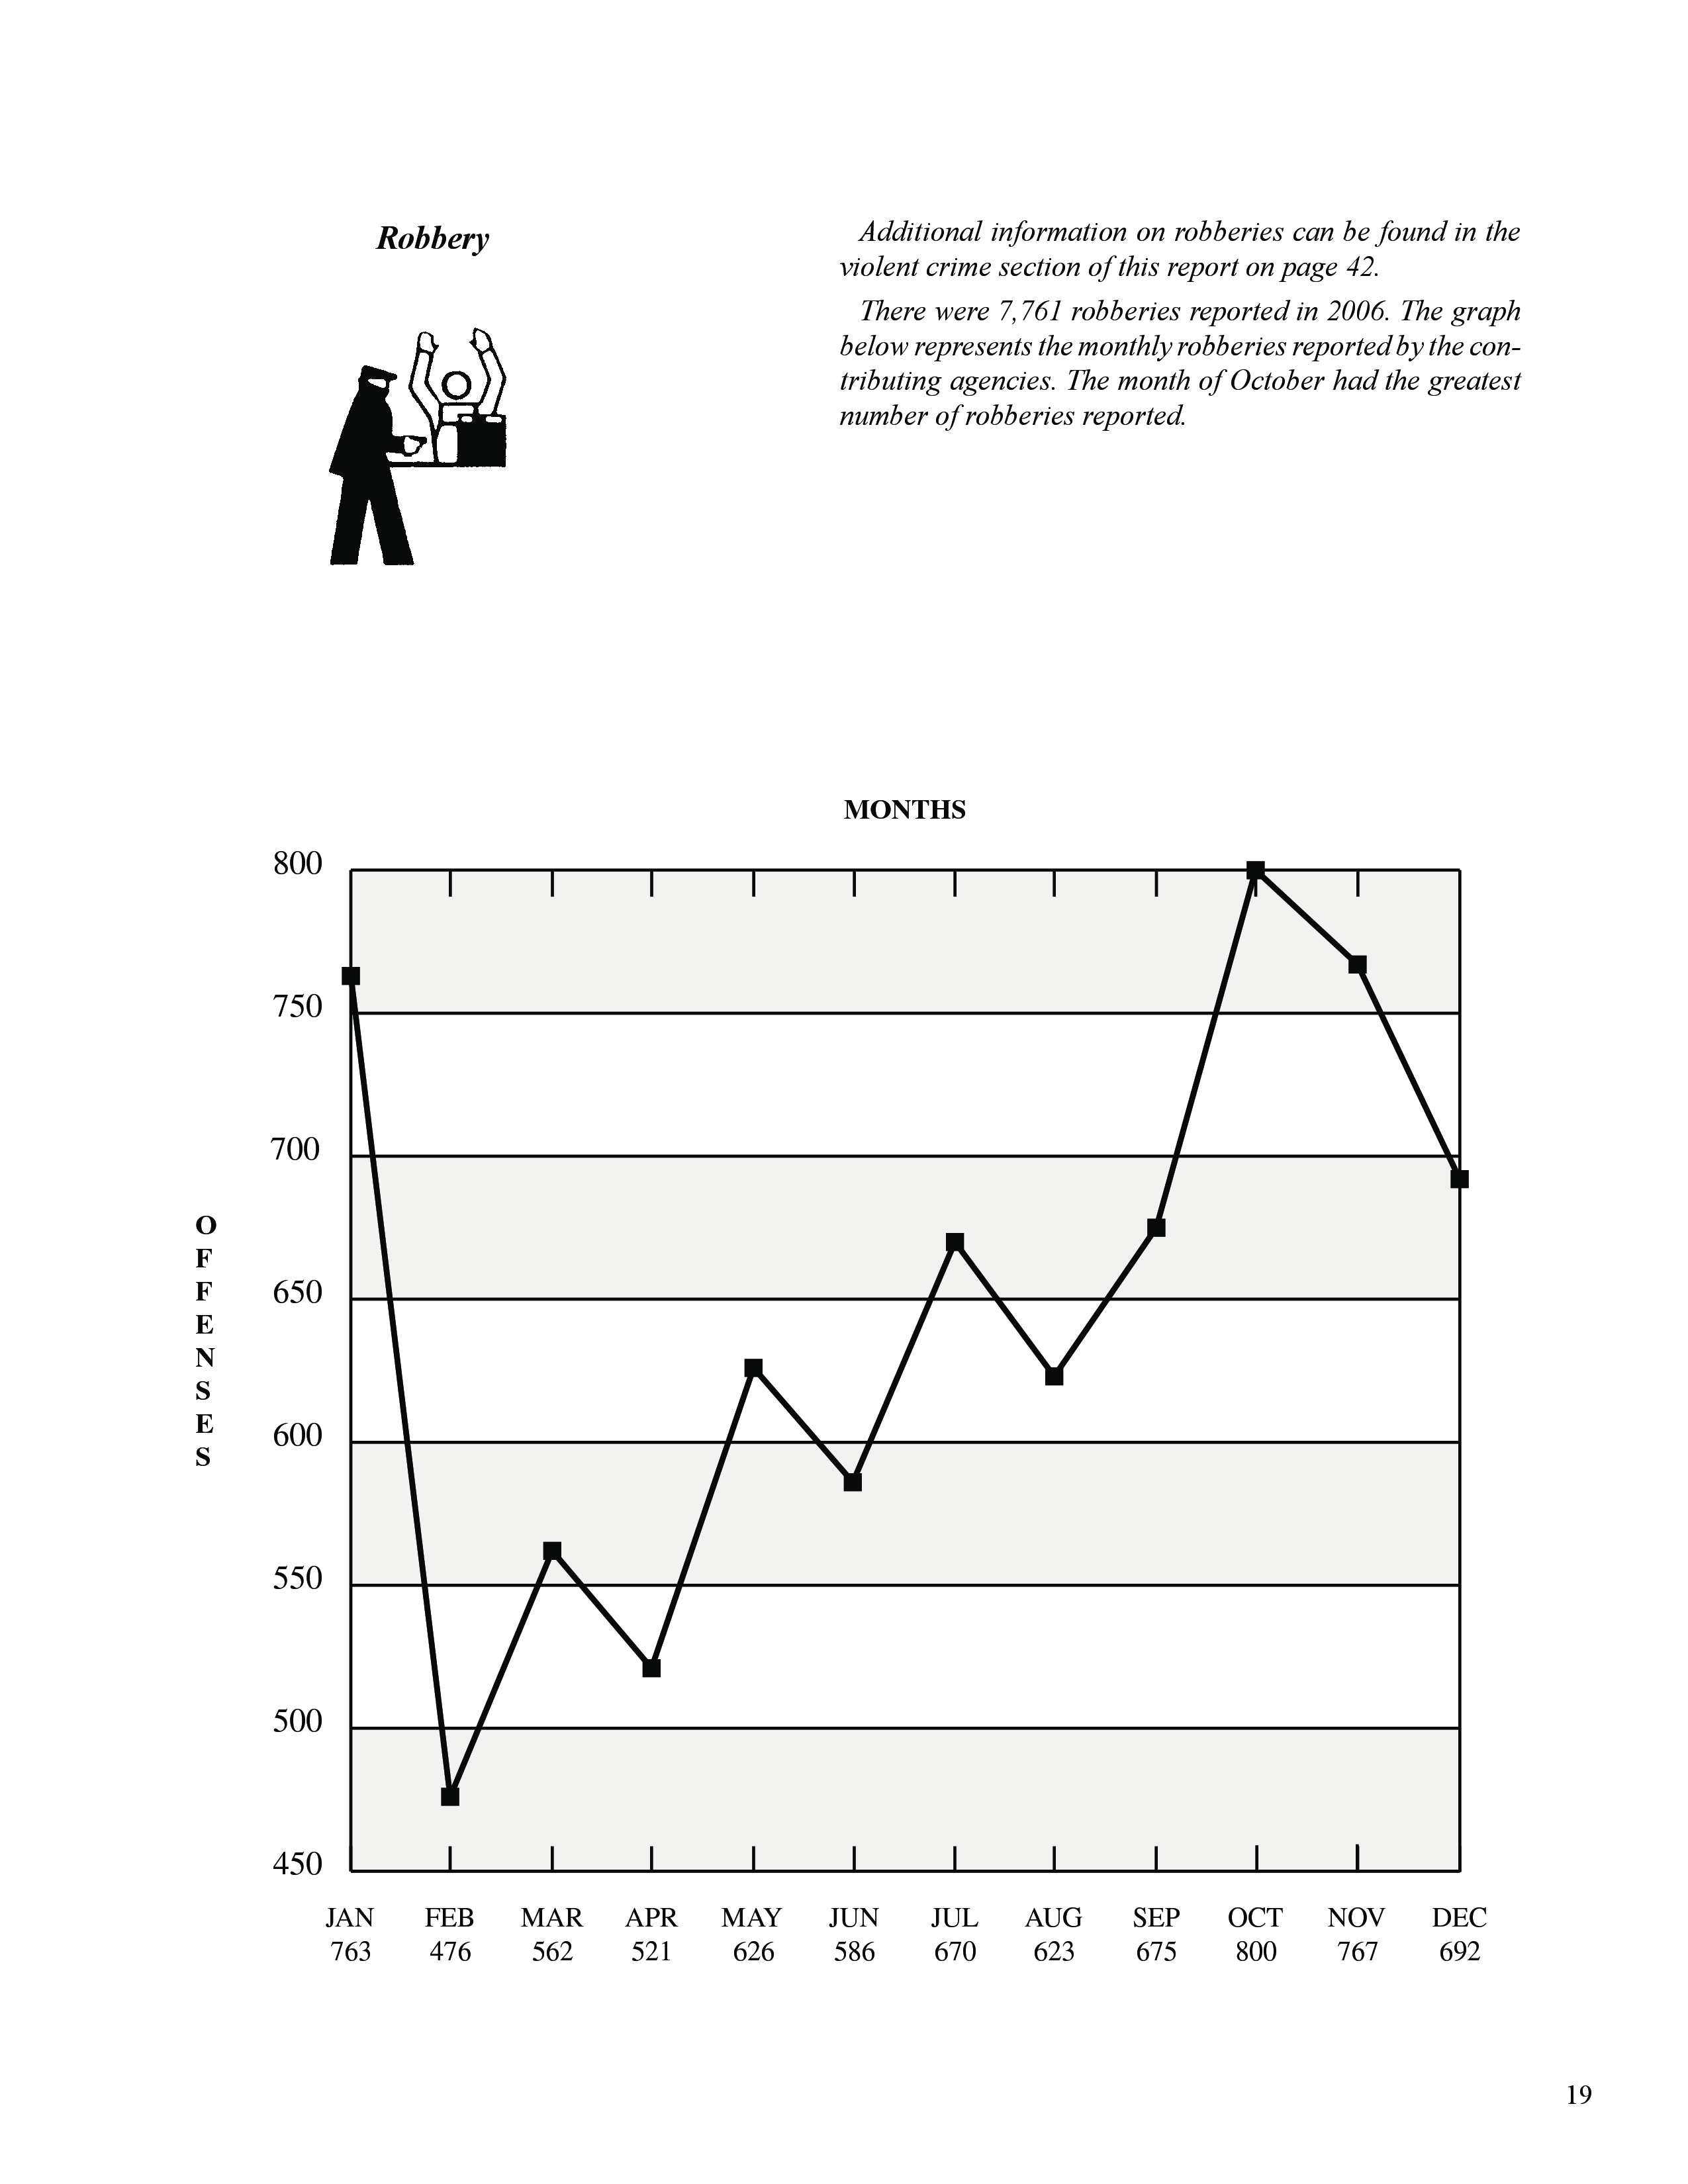 Robbery
Additional information on robberies can be found in the
violent crime section of this report on page 42.
There were 7,761 robberies reported in 2006. The graph
below represents the monthly robberies reported by the con-
tributing agencies. The month of October had the greatest
number of robberies reported.
MONTHS
800
750
700
650
600
550
500
450
O
F
F
E
N
S
E
S
JAN FEB MAR APR MAY JUN JUL AUG SEP OCT NOV DEC
763 476 562 521 626 586 670 623 675 800 767 692
19